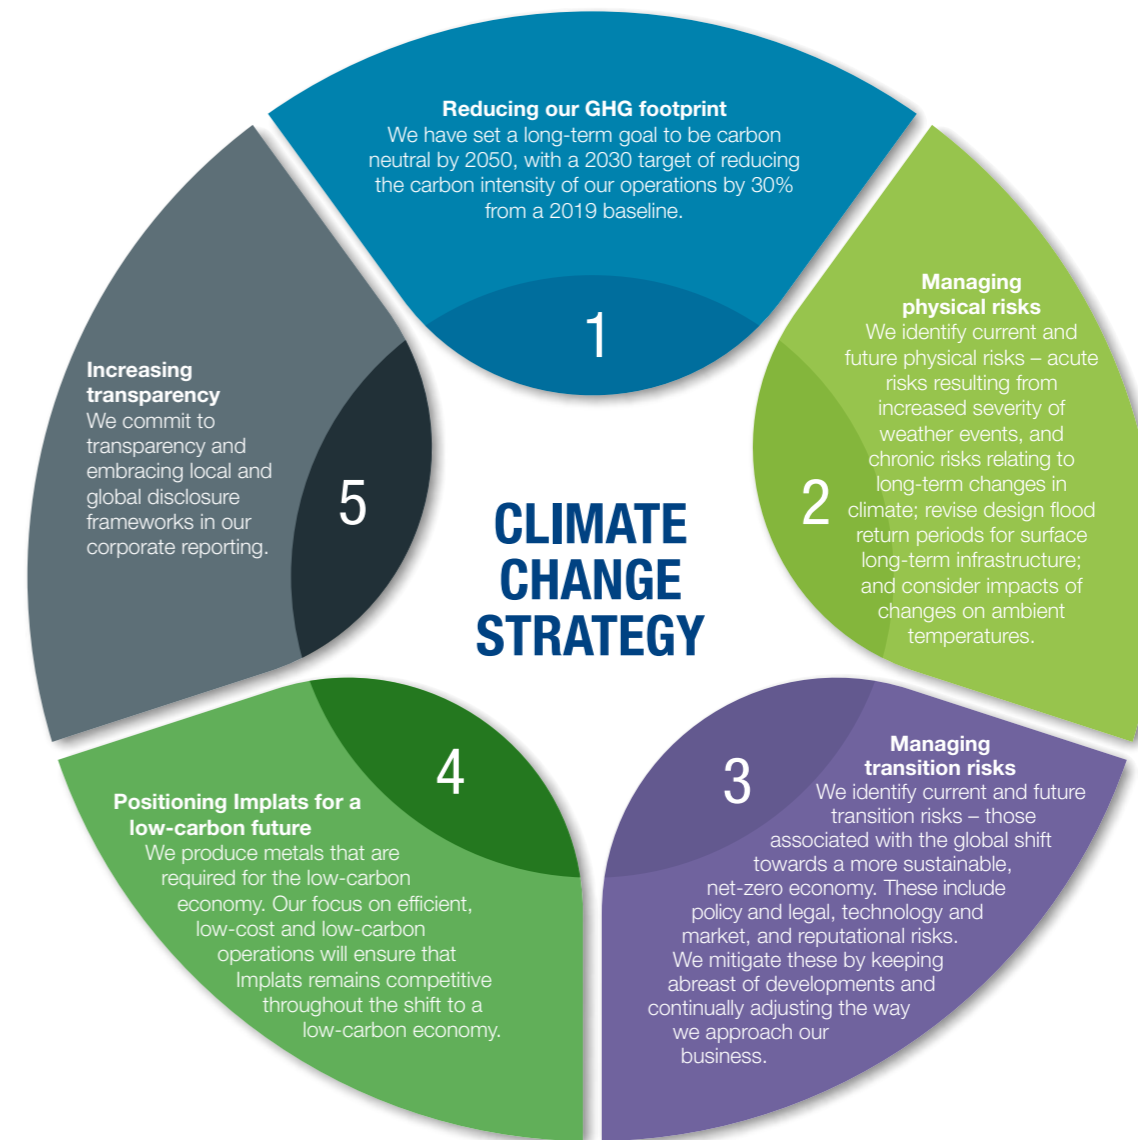 Reducing our GHG footprint
We have set a long-term goal to be carbon
neutral by 2050, with a 2030 target of reducing
the carbon intensity of our operations by 30%
from a 2019 baseline.
1
Managing
physical risks
We identify current and
future physical risks – acute
risks resulting from
increased severity of
weather events, and
chronic risks relating to
long-term changes in
climate; revise design flood
return periods for surface
long-term infrastructure;
and consider impacts of
changes on ambient
temperatures.
2
Managing
transition risks
We identify current and future
transition risks – those
associated with the global shift
towards a more sustainable,
net-zero economy. These include
policy and legal, technology and
market, and reputational risks.
We mitigate these by keeping
abreast of developments and
continually adjusting the way
we approach our
business.
3
Positioning Implats for a
low-carbon future
We produce metals that are
required for the low-carbon
economy. Our focus on efficient,
low-cost and low-carbon
operations will ensure that
Implats remains competitive
throughout the shift to a
low-carbon economy.
4
Increasing
transparency
We commit to
transparency and
embracing local and
global disclosure
frameworks in our
corporate reporting.
5
CLIMATE
CHANGE
STRATEGY